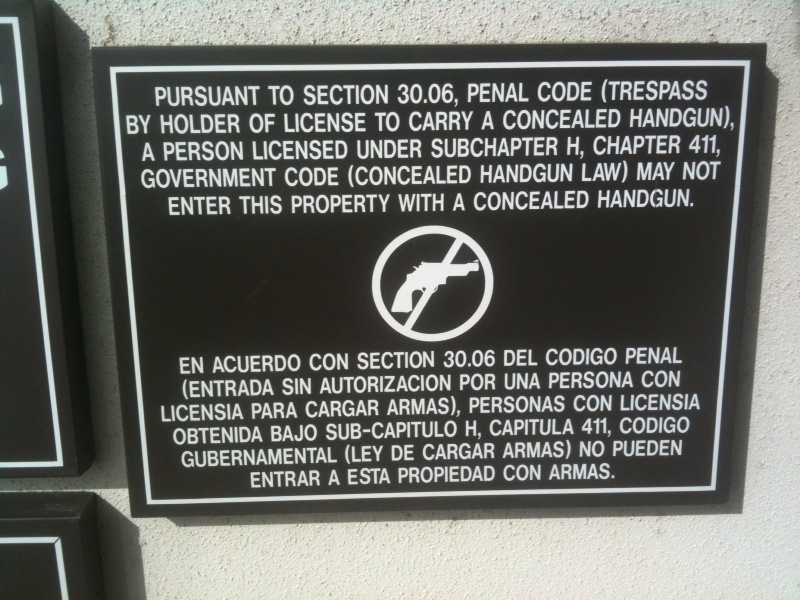 PURSUANT TO SECTION 30.06, PENAL CODE (TRESPASS
BY HOLDER OF LICENSE TO CARRY A CONCEALED HANDGUN),
A PERSON LICENSED UNDER SUBCHAPTER H, CHAPTER 411,
GOVERNMENT CODE (CONCEALED HANDGUN LAW) MAY NOT
ENTER THIS PROPERTY WITH A CONCEALED HANDGUN.
EN ACUERDO CON SECTION 30.06 DEL CODIGO PENAL
(ENTRADA SIN AUTORIZACION POR UNA PERSONA CON
LICENSIA PARA CARGAR ARMAS), PERSONAS CON LICENSIA
OBTENIDA BAJO SUB-CAPITULO H, CAPITULA 411, CODIGO
GUBERNAMENTAL (LEY DE CARGAR ARMAS) NO PUEDEN
ENTRAR A ESTA PROPIEDAD CON ARMAS.